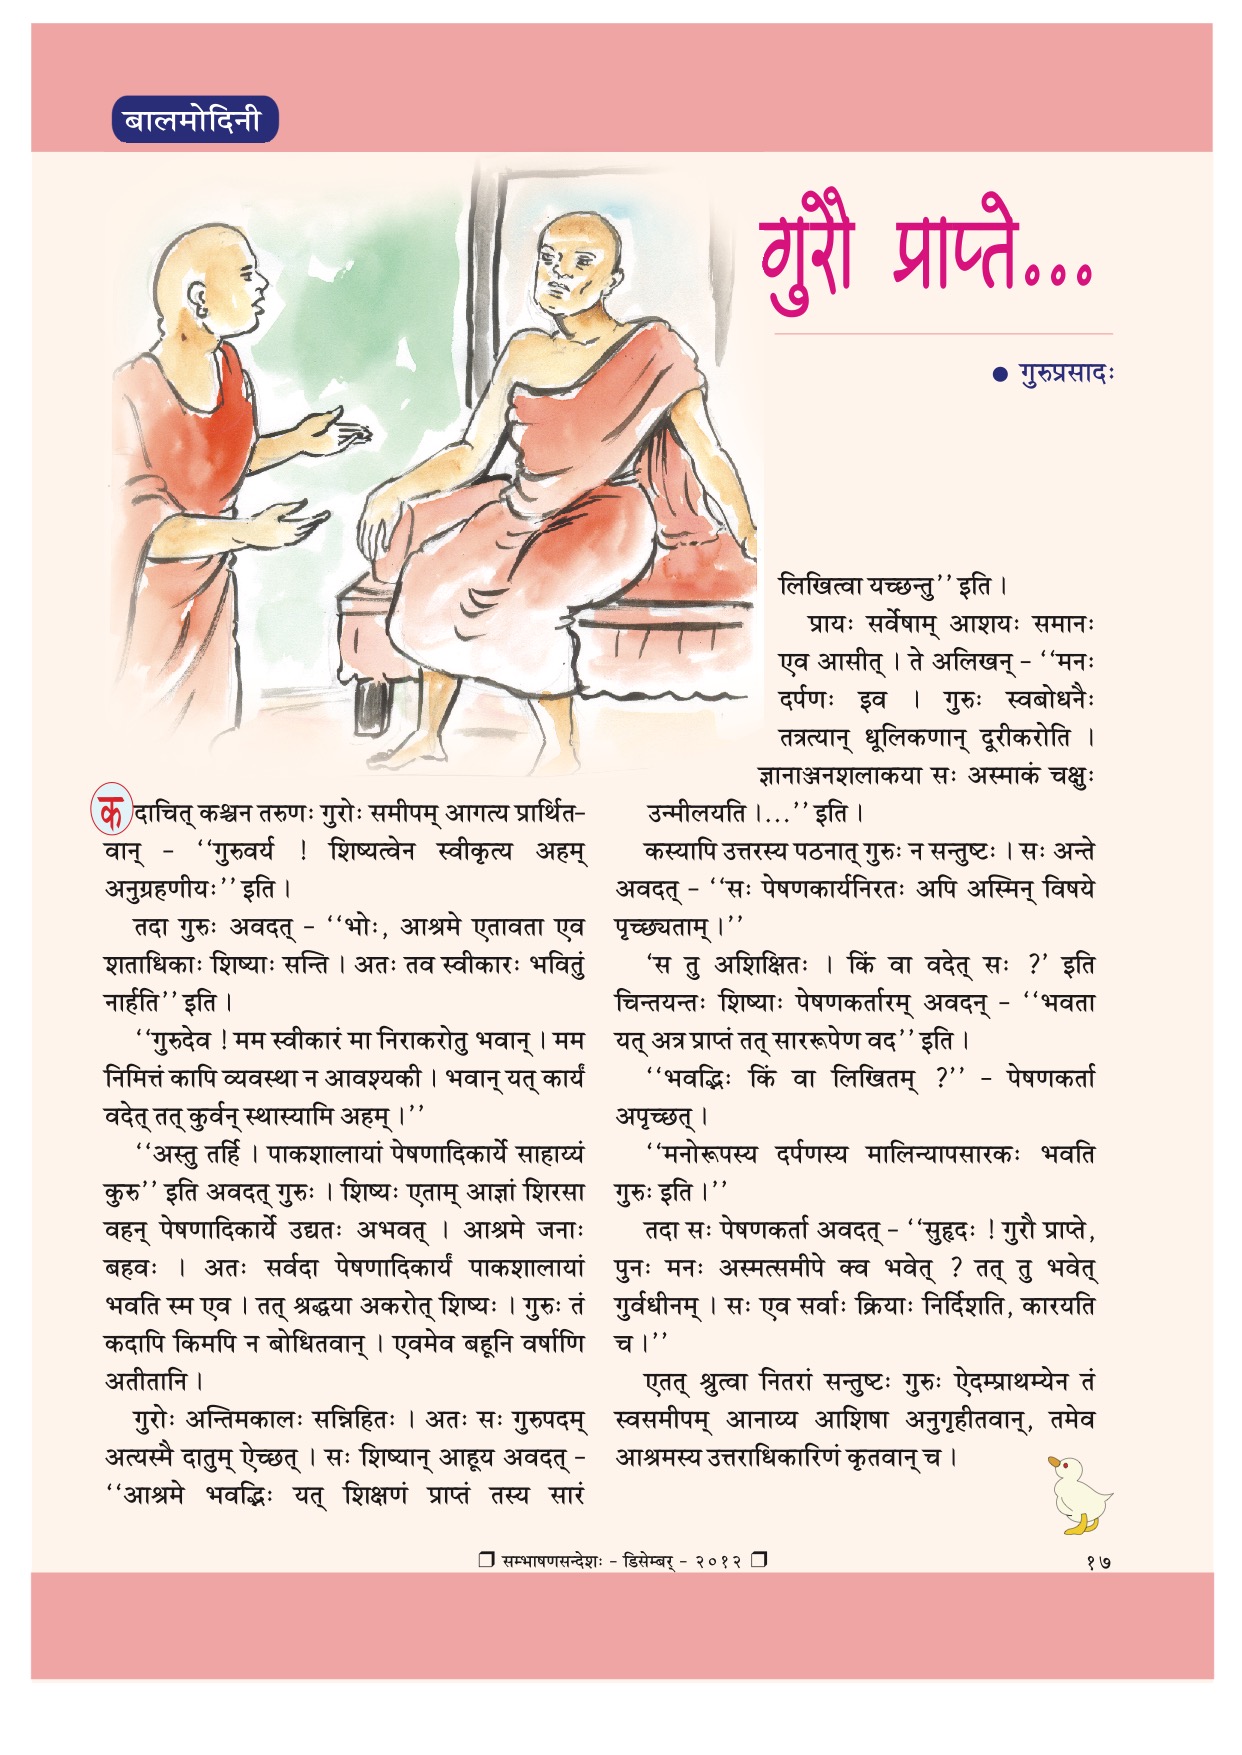 बालमोदिनी
गुरौ प्राप्ते...
● गुरुप्रसादः
कदाचित् कश्चन तरुणः गुरोः समीपम् आगत्य प्रार्थित-
वान् – ‘‘गुरुवर्य ! शिष्यत्वेन स्वीकृत्य अहम्
अनुग्रहणीयः’’ इति ।
तदा गुरुः अवदत् – ‘‘भोः, आश्रमे एतावता एव
शताधिकाः शिष्याः सन्ति । अतः तव स्वीकारः भवितुं
नार्हति’’ इति ।
‘‘गुरुदेव ! मम स्वीकारं मा निराकरोतु भवान् । मम
निमित्तं कापि व्यवस्था न आवश्यकी । भवान् यत् कार्यं
वदेत् तत् कुर्वन् स्थास्यामि अहम् ।’’
‘‘अस्तु तर्हि । पाकशालायां पेषणादिकार्ये साहाय्यं
कुरु’’ इति अवदत् गुरुः । शिष्यः एताम् आज्ञां शिरसा
वहन् पेषणादिकार्ये उद्यतः अभवत् । आश्रमे जनाः
बहवः । अतः सर्वदा पेषणादिकार्यं पाकशालायां
भवति स्म एव । तत् श्रद्धया अकरोत् शिष्यः । गुरुः तं
कदापि किमपि न बोधितवान् । एवमेव बहूनि वर्षाणि
अतीतानि ।
गुरोः अन्तिमकालः सन्निहितः । अतः सः गुरुपदम्
अत्यस्मै दातुम् ऐच्छत् । सः शिष्यान् आहूय अवदत् –
‘‘आश्रमे भवद्भिः यत् शिक्षणं प्राप्तं तस्य सारं
लिखित्वा यच्छन्तु’’ इति ।
प्रायः सर्वेषाम् आशयः समानः
एव आसीत् । ते अलिखन् – ‘‘मनः
दर्पणः इव । गुरुः स्वबोधनैः
तत्रत्यान् धूलिकणान् दूरीकरोति ।
ज्ञानाञ्जनशलाकया सः अस्माकं चक्षुः
उन्मीलयति ।...’’ इति ।
कस्यापि उत्तरस्य पठनात् गुरुः न सन्तुष्टः । सः अन्ते
अवदत् – ‘‘सः पेषणकार्यनिरतः अपि अस्मिन् विषये
पृच्छ्यताम् ।’’
‘स तु अशिक्षितः । किं वा वदेत् सः ?’ इति
चिन्तयन्तः शिष्याः पेषणकर्तारम् अवदन् – ‘‘भवता
यत् अत्र प्राप्तं तत् साररूपेण वद’’ इति ।
‘‘भवद्भिः किं वा लिखितम् ?’’ – पेषणकर्ता
अपृच्छत् ।
‘‘मनोरूपस्य दर्पणस्य मालिन्यापसारकः भवति
गुरुः इति ।’’
तदा सः पेषणकर्ता अवदत् – ‘‘सुहृदः ! गुरौ प्राप्ते,
पुनः मनः अस्मत्समीपे क्व भवेत् ? तत् तु भवेत्
गुर्वधीनम् । सः एव सर्वाः क्रियाः निर्दिशति, कारयति
च ।’’
एतत् श्रुत्वा नितरां सन्तुष्टः गुरुः ऐदम्प्राथम्येन तं
स्वसमीपम् आनाय्य आशिषा अनुगृहीतवान्, तमेव
आश्रमस्य उत्तराधिकारिणं कृतवान् च ।
❐ सम्भाषणसन्देशः – डिसेम्बर् – २०१२ ❐
१७